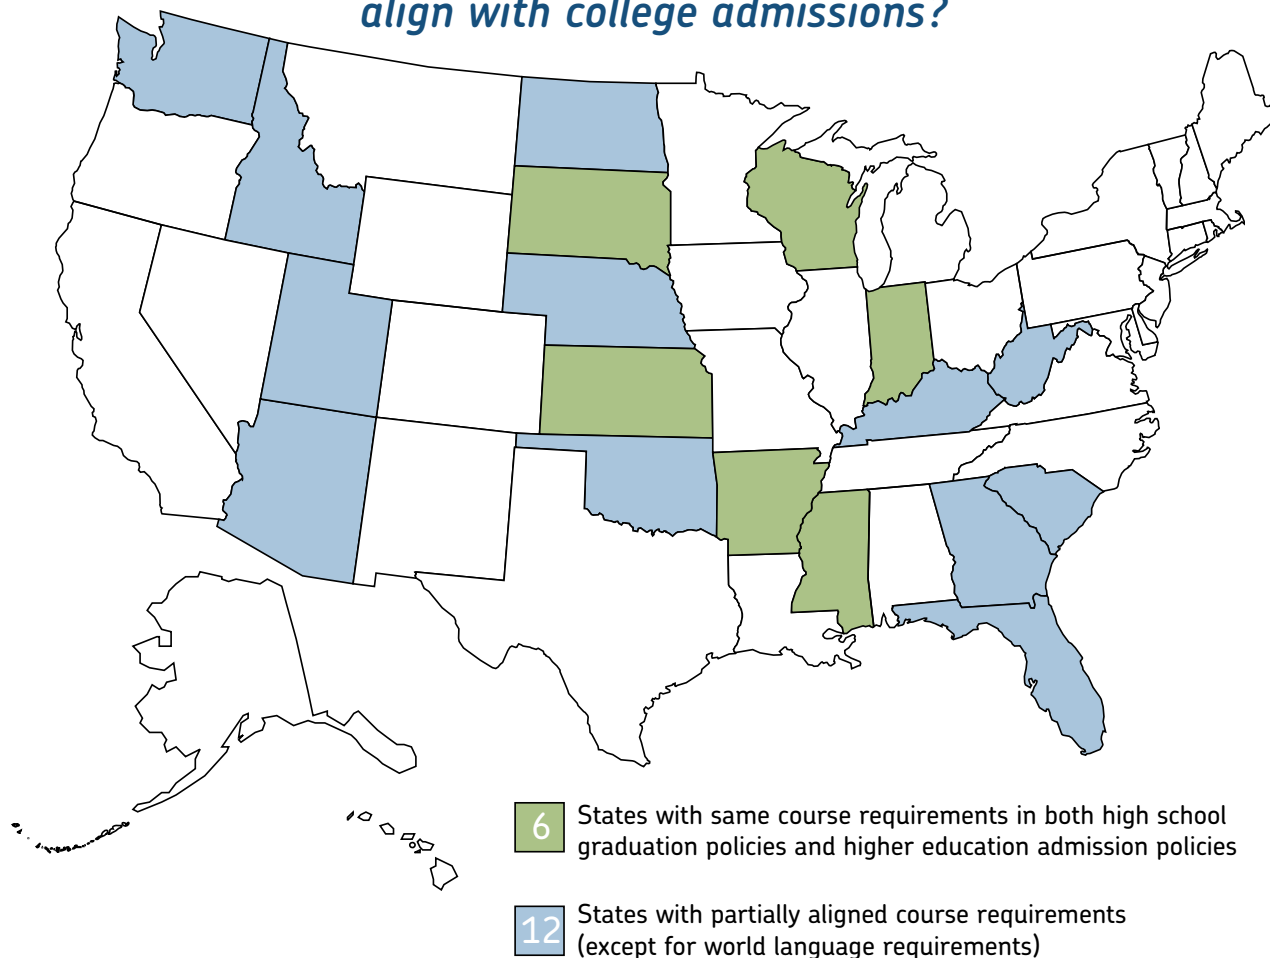 align with college admissions?
6
States with same course requirements in both high school
graduation policies and higher education admission policies
12
States with partially aligned course requirements
(except for world language requirements)